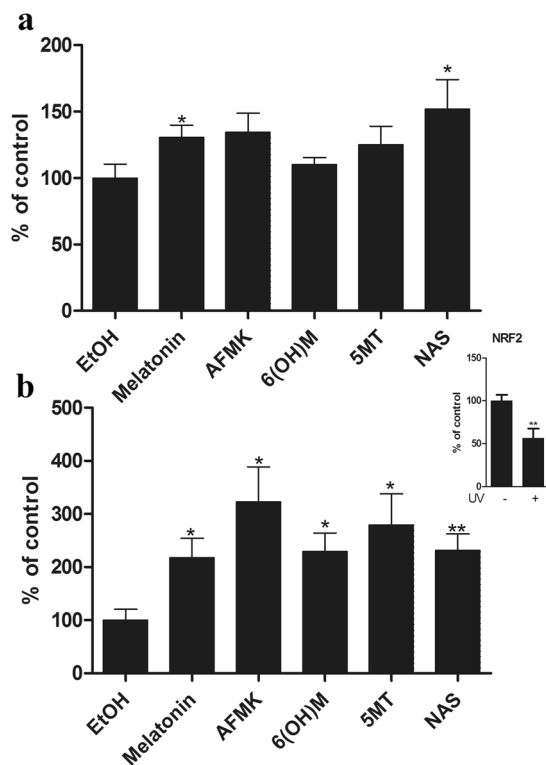 a
% of control
200
150
100
50
0
*
*
EtOH
Melatonin
AFMK
6(OH)M
5MT
NAS
NRF2
% of control
150
100
50
0
**
UV - +
b
% of control
500
400
300
200
100
0
*
*
*
*
**
EtOH
Melatonin
AFMK
6(OH)M
5MT
NAS